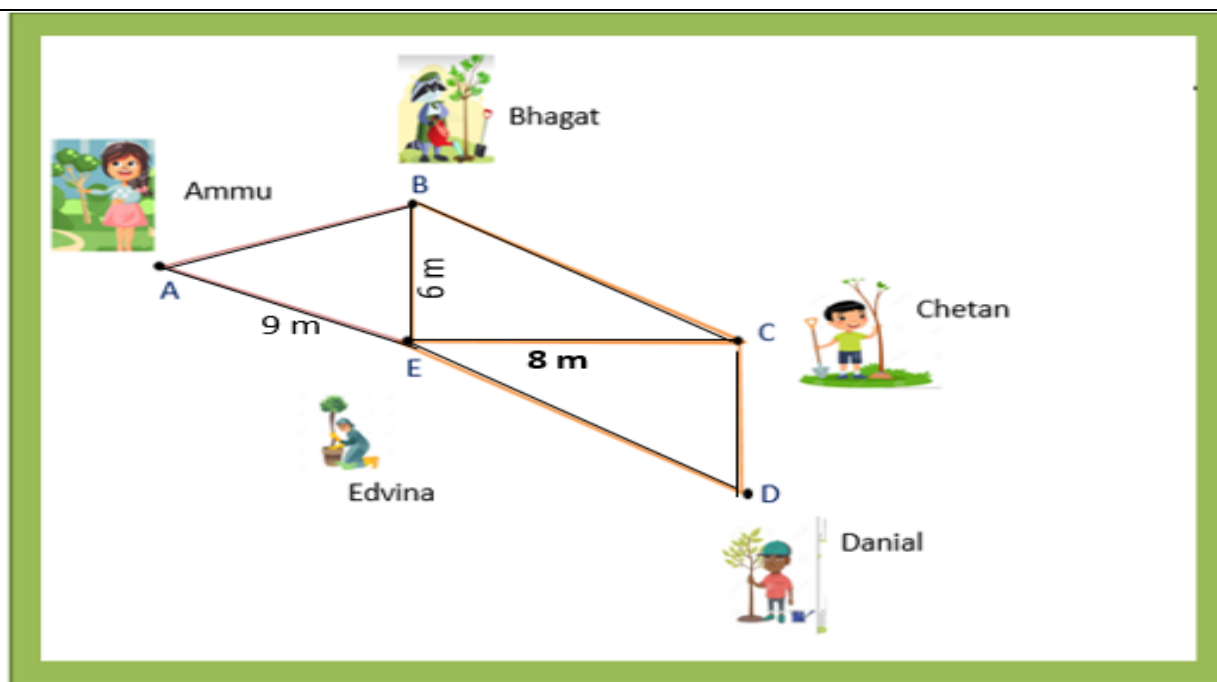 Bhagat
Ammu
B
6 m
A
9 m
E
8 m
C
Chetan
Edvina
D
Danial